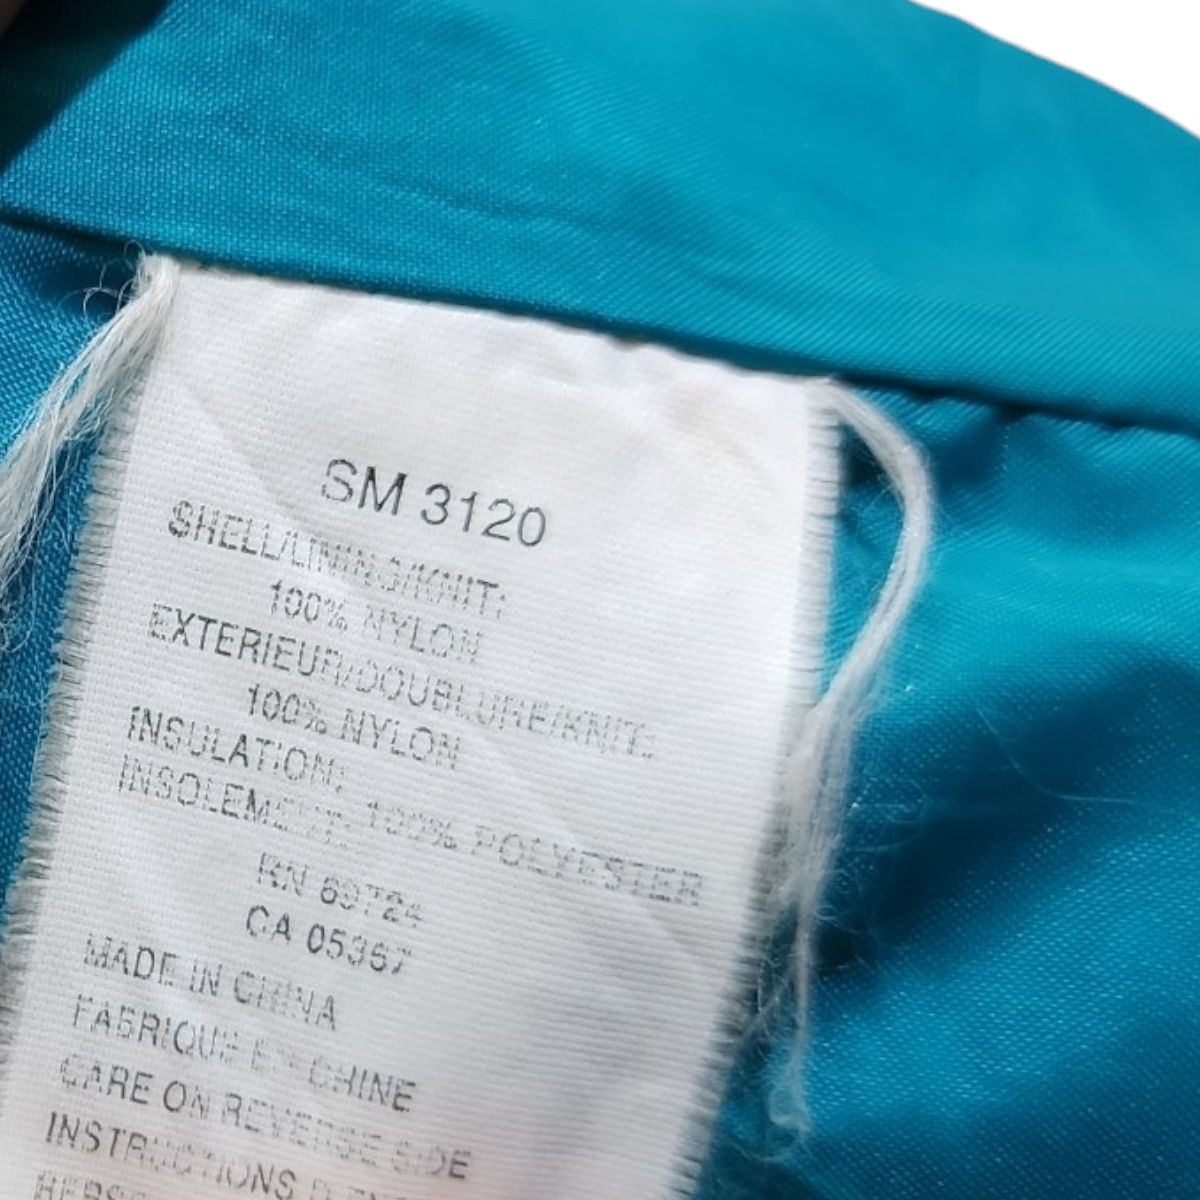 SM 3120
SHELL/LINING/KNIT:
100% NYLON
EXTERIEUR/DOUBLURE/KNIT:
100% NYLON
INSULATION:
INSOLEMENT: 100% POLYESTER
RN 69724
CA 05367
MADE IN CHINA
FABRIQUE EN CHINE
CARE ON REVERSE SIDE
INSTRUCTIONS